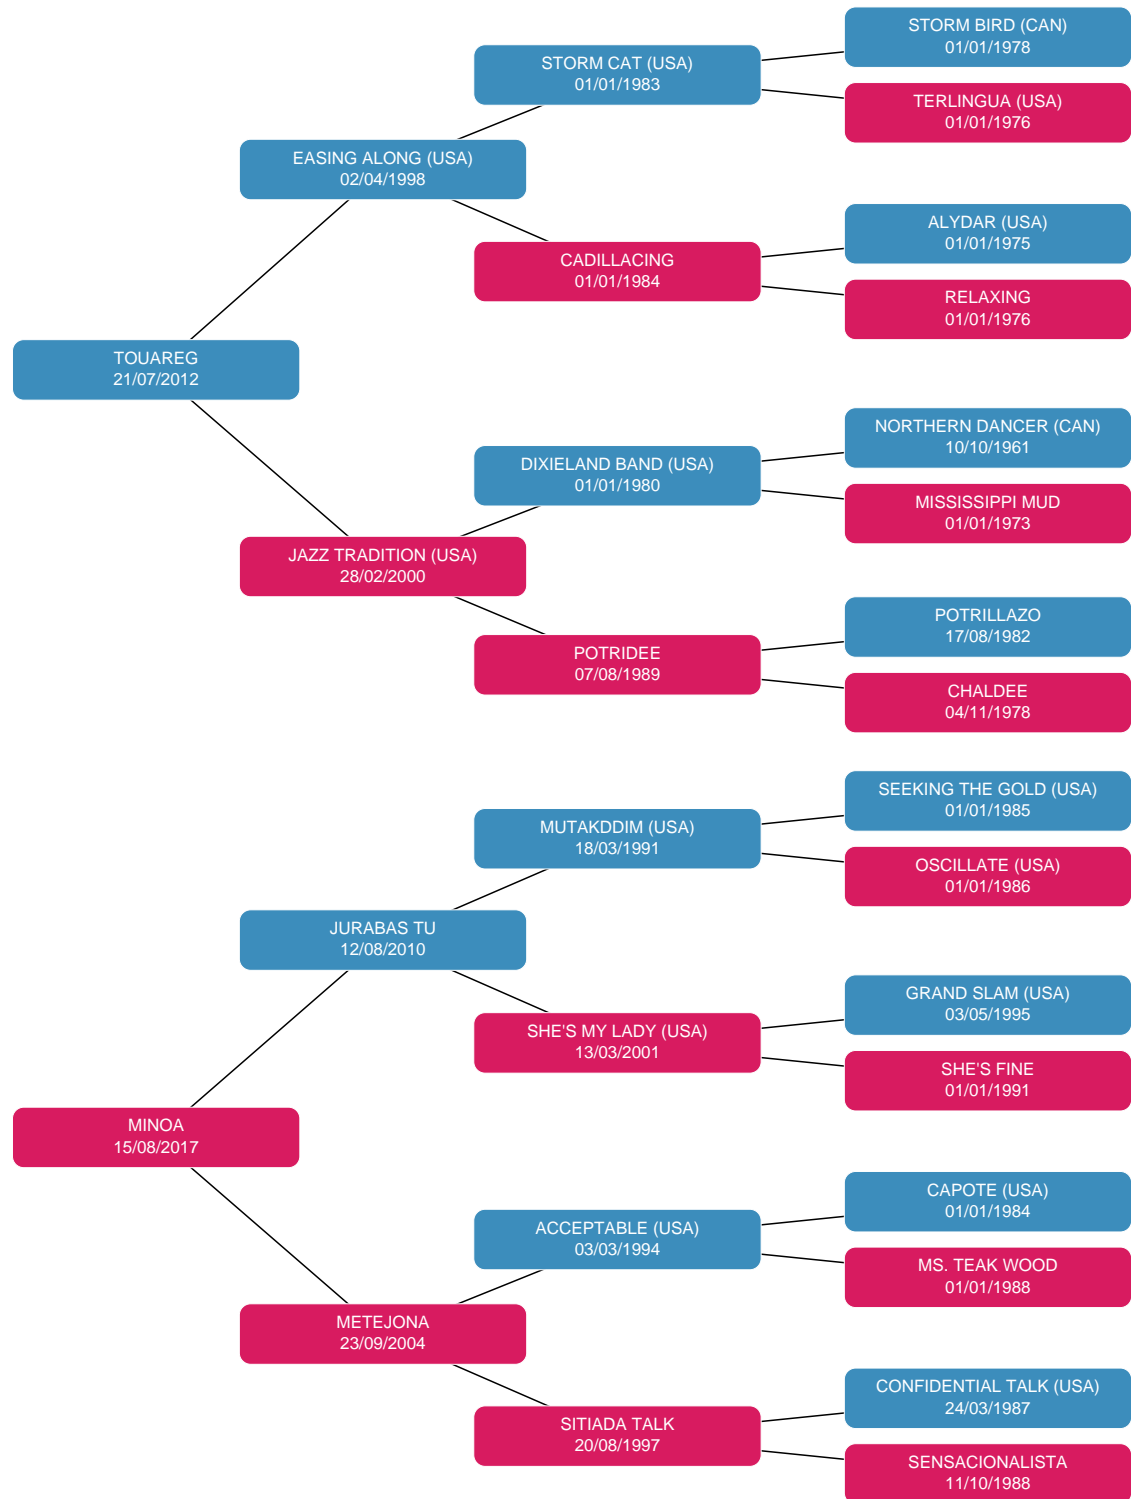 STORM BIRD (CAN)
01/01/1978
STORM CAT (USA)
01/01/1983
TERLINGUA (USA)
01/01/1976
EASING ALONG (USA)
02/04/1998
ALYDAR (USA)
01/01/1975
CADILLACING
01/01/1984
RELAXING
01/01/1976
TOUAREG
21/07/2012
NORTHERN DANCER (CAN)
10/10/1961
DIXIELAND BAND (USA)
01/01/1980
MISSISSIPPI MUD
01/01/1973
JAZZ TRADITION (USA)
28/02/2000
POTRILLAZO
17/08/1982
POTRIDEE
07/08/1989
CHALDEE
04/11/1978
SEEKING THE GOLD (USA)
01/01/1985
MUTAKDDIM (USA)
18/03/1991
OSCILLATE (USA)
01/01/1986
JURABAS TU
12/08/2010
GRAND SLAM (USA)
03/05/1995
SHE'S MY LADY (USA)
13/03/2001
SHE'S FINE
01/01/1991
MINOA
15/08/2017
CAPOTE (USA)
01/01/1984
ACCEPTABLE (USA)
03/03/1994
MS. TEAK WOOD
01/01/1988
METEJONA
23/09/2004
CONFIDENTIAL TALK (USA)
24/03/1987
SITIADA TALK
20/08/1997
SENSACIONALISTA
11/10/1988